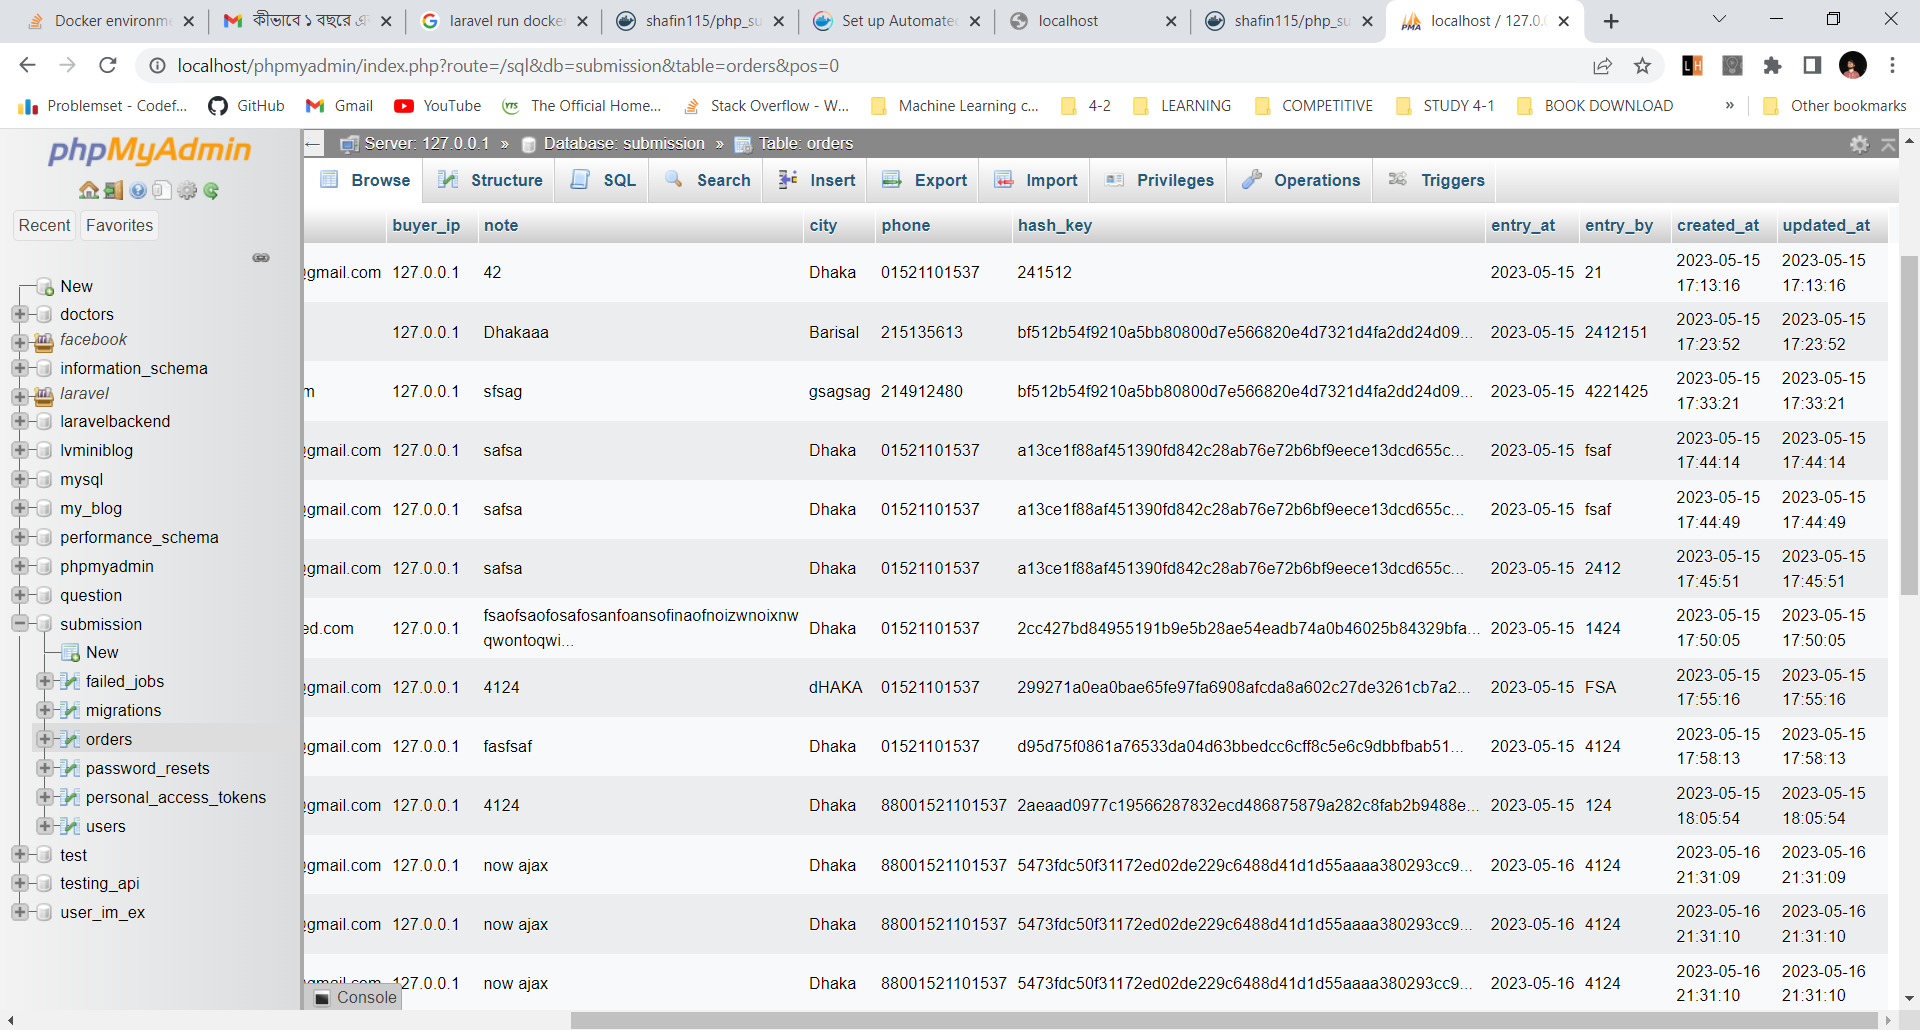 Docker environme
কীভাবে ১ বছরে এ
laravel run docke
shafin115/php_su
Set up Automate
localhost
shafin115/php_su
localhost / 127.0.
localhost/phpmyadmin/index.php?route=/sql&db=submission&table=orders&pos=0
Problemset - Codef... GitHub Gmail YouTube The Official Home... Stack Overflow - W... Machine Learning c... 4-2 LEARNING COMPETITIVE STUDY 4-1 BOOK DOWNLOAD » Other bookmarks
phpMyAdmin
Recent Favorites
New
doctors
facebook
information_schema
laravel
laravelbackend
lvminiblog
mysql
my_blog
performance_schema
phpmyadmin
question
submission
New
failed_jobs
migrations
orders
password_resets
personal_access_tokens
users
test
testing_api
user_im_ex
Server: 127.0.0.1 » Database: submission » Table: orders
Browse Structure SQL Search Insert Export Import Privileges Operations Triggers
buyer_ip note city phone hash_key entry_at entry_by created_at updated_at
gmail.com 127.0.0.1 42 Dhaka 01521101537 241512 2023-05-15 21 2023-05-15 2023-05-15
17:13:16 17:13:16
127.0.0.1 Dhakaaa Barisal 215135613 bf512b54f9210a5bb80800d7e566820e4d7321d4fa2dd24d09... 2023-05-15 2412151 2023-05-15 2023-05-15
17:23:52 17:23:52
m 127.0.0.1 sfsag gsagsag 214912480 bf512b54f9210a5bb80800d7e566820e4d7321d4fa2dd24d09... 2023-05-15 4221425 2023-05-15 2023-05-15
17:33:21 17:33:21
gmail.com 127.0.0.1 safsa Dhaka 01521101537 a13ce1f88af451390fd842c28ab76e72b6bf9eece13dcd655c... 2023-05-15 fsaf 2023-05-15 2023-05-15
17:44:14 17:44:14
gmail.com 127.0.0.1 safsa Dhaka 01521101537 a13ce1f88af451390fd842c28ab76e72b6bf9eece13dcd655c... 2023-05-15 fsaf 2023-05-15 2023-05-15
17:44:49 17:44:49
gmail.com 127.0.0.1 safsa Dhaka 01521101537 a13ce1f88af451390fd842c28ab76e72b6bf9eece13dcd655c... 2023-05-15 2412 2023-05-15 2023-05-15
17:45:51 17:45:51
ed.com 127.0.0.1 fsaofsaofosafosanfoansofinaofnoizwnoixnw Dhaka 01521101537 2cc427bd84955191b9e5b28ae54eadb74a0b46025b84329bfa... 2023-05-15 1424 2023-05-15 2023-05-15
qwontoqwi... 17:50:05 17:50:05
gmail.com 127.0.0.1 4124 dHAKA 01521101537 299271a0ea0bae65fe97fa6908afcda8a602c27de3261cb7a2... 2023-05-15 FSA 2023-05-15 2023-05-15
17:55:16 17:55:16
gmail.com 127.0.0.1 fasfsaf Dhaka 01521101537 d95d75f0861a76533da04d63bbedcc6cff8c5e6c9dbbfbab51... 2023-05-15 4124 2023-05-15 2023-05-15
17:58:13 17:58:13
gmail.com 127.0.0.1 4124 Dhaka 88001521101537 2aeaad0977c19566287832ecd486875879a282c8fab2b9488e... 2023-05-15 124 2023-05-15 2023-05-15
18:05:54 18:05:54
gmail.com 127.0.0.1 now ajax Dhaka 88001521101537 5473fdc50f31172ed02de229c6488d41d1d55aaaa380293cc9... 2023-05-16 4124 2023-05-16 2023-05-16
21:31:09 21:31:09
gmail.com 127.0.0.1 now ajax Dhaka 88001521101537 5473fdc50f31172ed02de229c6488d41d1d55aaaa380293cc9... 2023-05-16 4124 2023-05-16 2023-05-16
21:31:10 21:31:10
gmail.com 127.0.0.1 now ajax Dhaka 88001521101537 5473fdc50f31172ed02de229c6488d41d1d55aaaa380293cc9... 2023-05-16 4124 2023-05-16 2023-05-16
21:31:10 21:31:10
Console